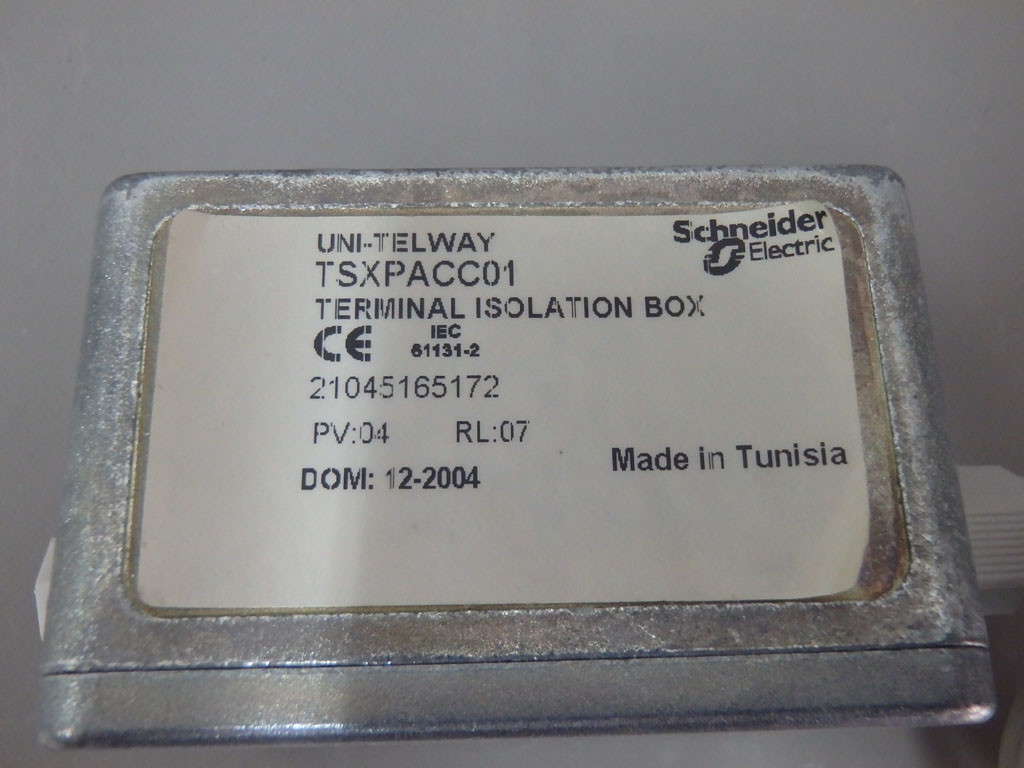 UNI-TELWAY
TSXPACC01
TERMINAL ISOLATION BOX
CE IEC
61131-2
21045165172
PV:04 RL:07
DOM: 12-2004
Schneider
Electric
Made in Tunisia